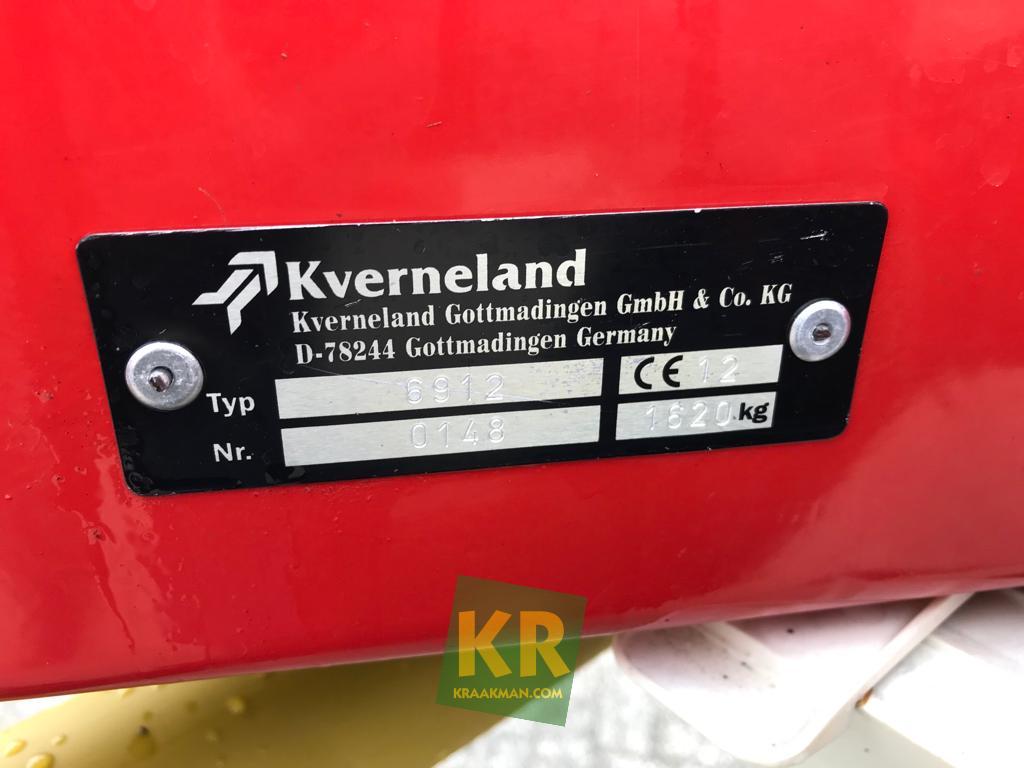 Kverneland
Kverneland Gottmadingen GmbH & Co. KG
D-78244 Gottmadingen Germany
Typ 6912 CE 12
Nr. 0148 1620 kg
KR
KRAAKMAN.COM